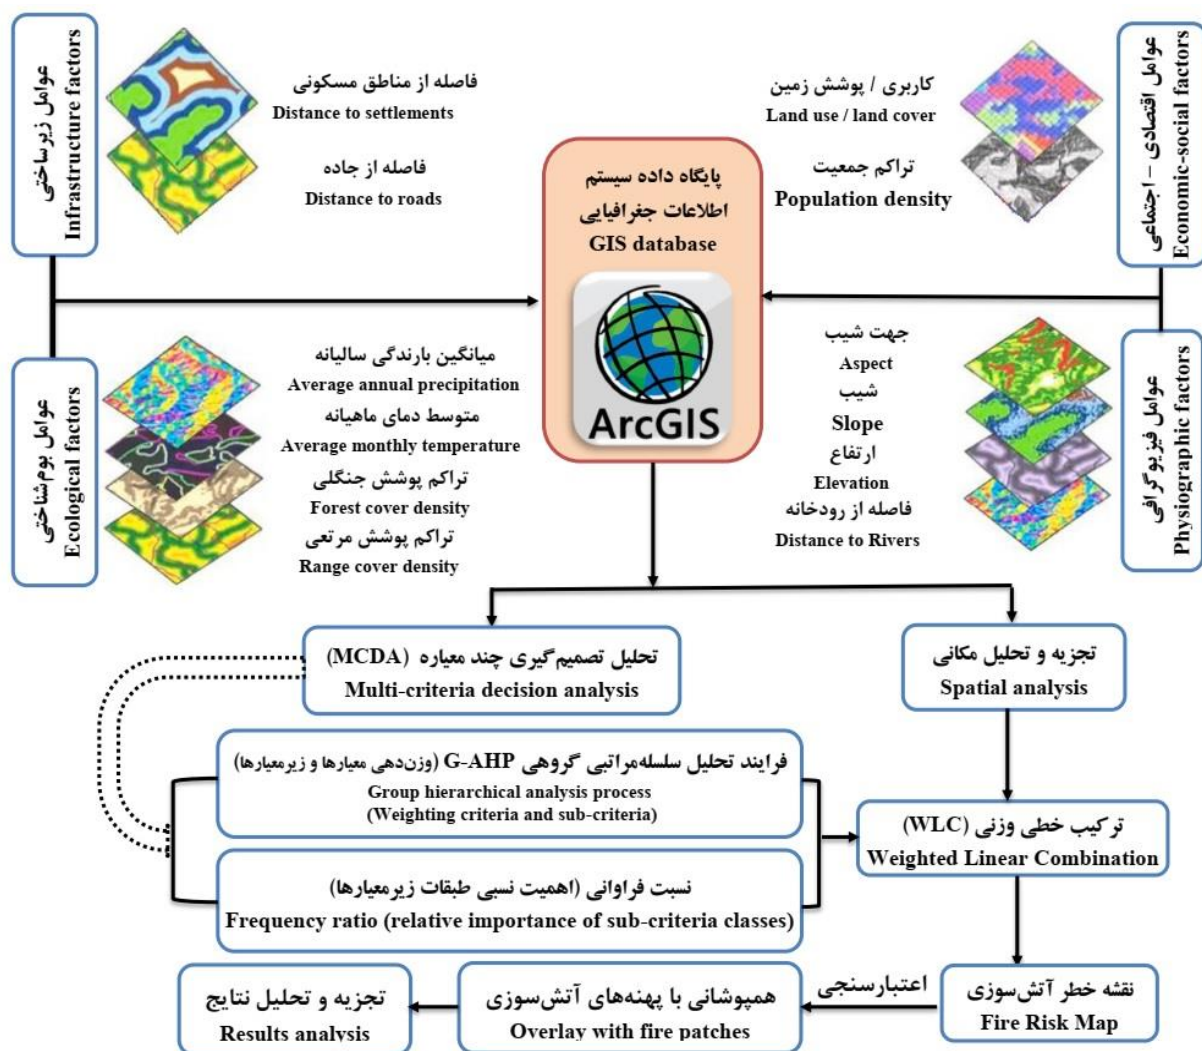 عوامل زیرساختی
Infrastructure factors
فاصله از مناطق مسکونی
Distance to settlements
فاصله از جاده
Distance to roads
پایگاه داده سیستم
اطلاعات جغرافیایی
GIS database
ArcGIS
کاربری / پوشش زمین
Land use / land cover
تراکم جمعیت
Population density
عوامل اقتصادی – اجتماعی
Economic-social factors
عوامل بوم‌شناختی
Ecological factors
میانگین بارندگی سالیانه
Average annual precipitation
متوسط دمای ماهیانه
Average monthly temperature
تراکم پوشش جنگلی
Forest cover density
تراکم پوشش مرتعی
Range cover density
جهت شیب
Aspect
شیب
Slope
ارتفاع
Elevation
فاصله از رودخانه
Distance to Rivers
عوامل فیزیوگرافی
Physiographic factors
تحلیل تصمیم‌گیری چند معیاره (MCDA)
Multi-criteria decision analysis
تجزیه و تحلیل مکانی
Spatial analysis
فرایند تحلیل سلسله‌مراتبی گروهی G-AHP (وزن‌دهی معیارها و زیرمعیارها)
Group hierarchical analysis process
(Weighting criteria and sub-criteria)
نسبت فراوانی (اهمیت نسبی طبقات زیرمعیارها)
Frequency ratio (relative importance of sub-criteria classes)
ترکیب خطی وزنی (WLC)
Weighted Linear Combination
نقشه خطر آتش‌سوزی
Fire Risk Map
اعتبارسنجی
همپوشانی با پهنه‌های آتش‌سوزی
Overlay with fire patches
تجزیه و تحلیل نتایج
Results analysis